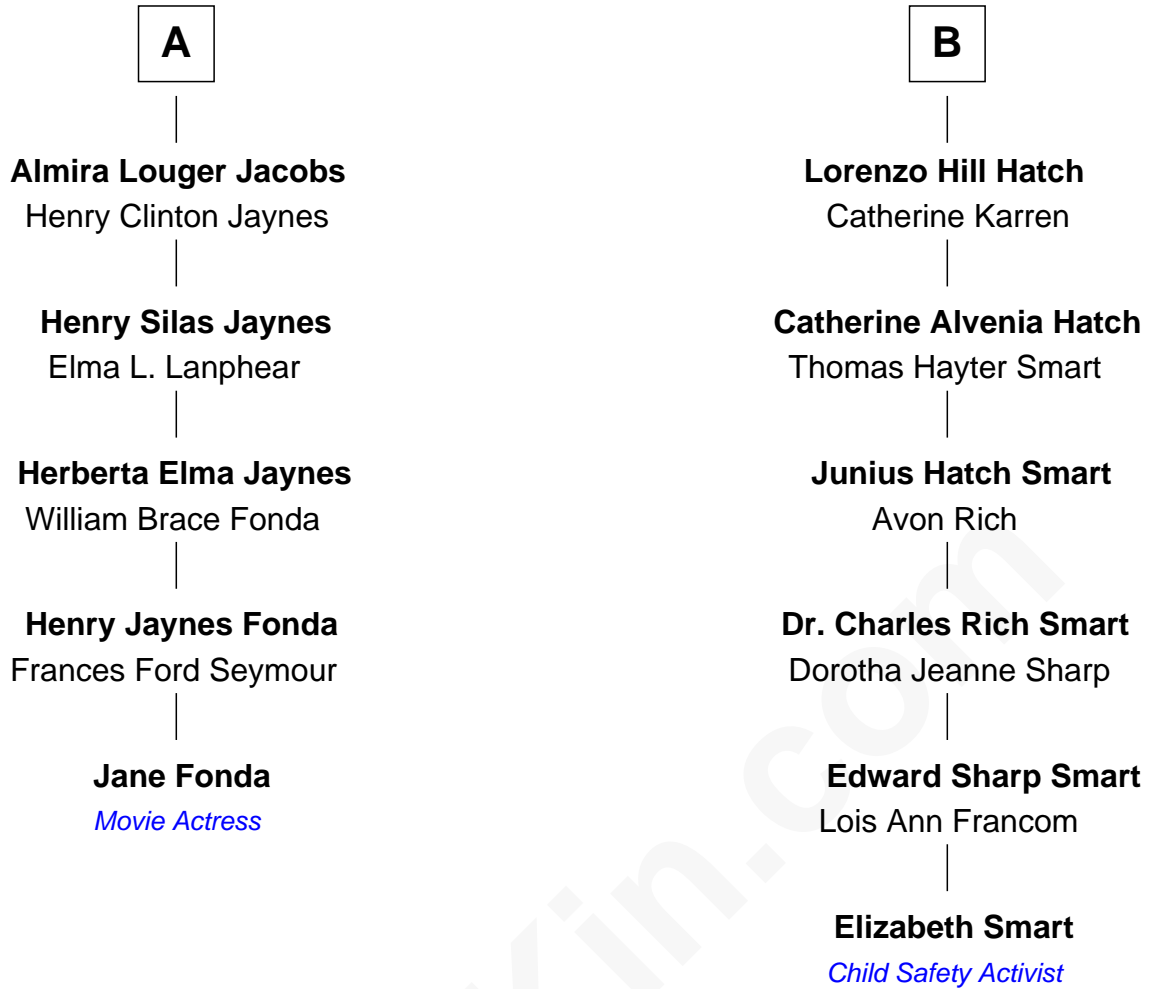 A
Almira Louger Jacobs
Henry Clinton Jaynes
Henry Silas Jaynes
Elma L. Lanphear
Herberta Elma Jaynes
William Brace Fonda
Henry Jaynes Fonda
Frances Ford Seymour
Jane Fonda
Movie Actress
B
Lorenzo Hill Hatch
Catherine Karren
Catherine Alvenia Hatch
Thomas Hayter Smart
Junius Hatch Smart
Avon Rich
Dr. Charles Rich Smart
Dorotha Jeanne Sharp
Edward Sharp Smart
Lois Ann Francom
Elizabeth Smart
Child Safety Activist
Kin.com